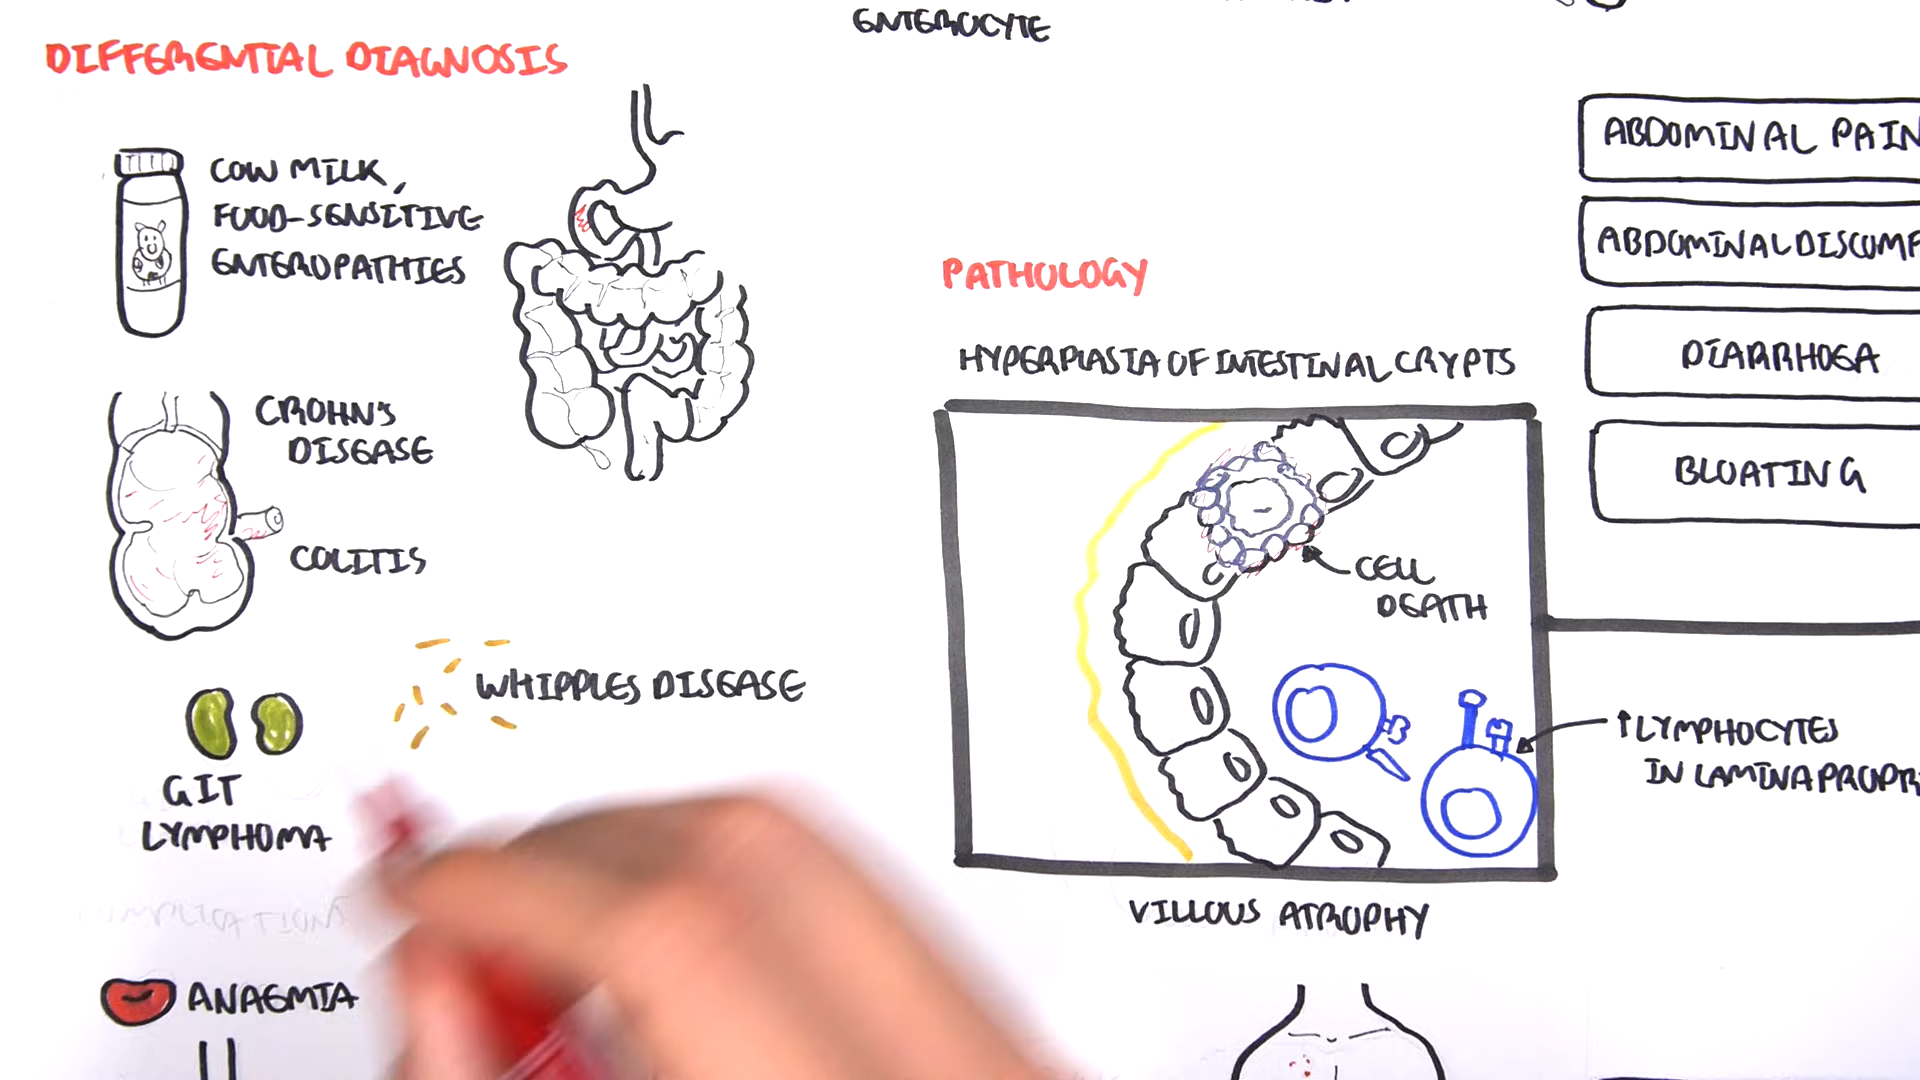 ENTEROCYTE
DIFFERENTIAL DIAGNOSIS
COW MILK,
FOOD-SENSITIVE
ENTEROPATHIES
CROHN'S
DISEASE
COLITIS
WHIPPLES DISEASE
GIT
LYMPHOMA
COMPLICATIONS
ANAEMIA
PATHOLOGY
HYPERPLASIA OF INTESTINAL CRYPTS
CELL
DEATH
↑LYMPHOCYTES
IN LAMINA PROPR
VILLOUS ATROPHY
ABDOMINAL PAIN
ABDOMINAL DISCOMF
DIARRHOEA
BLOATING